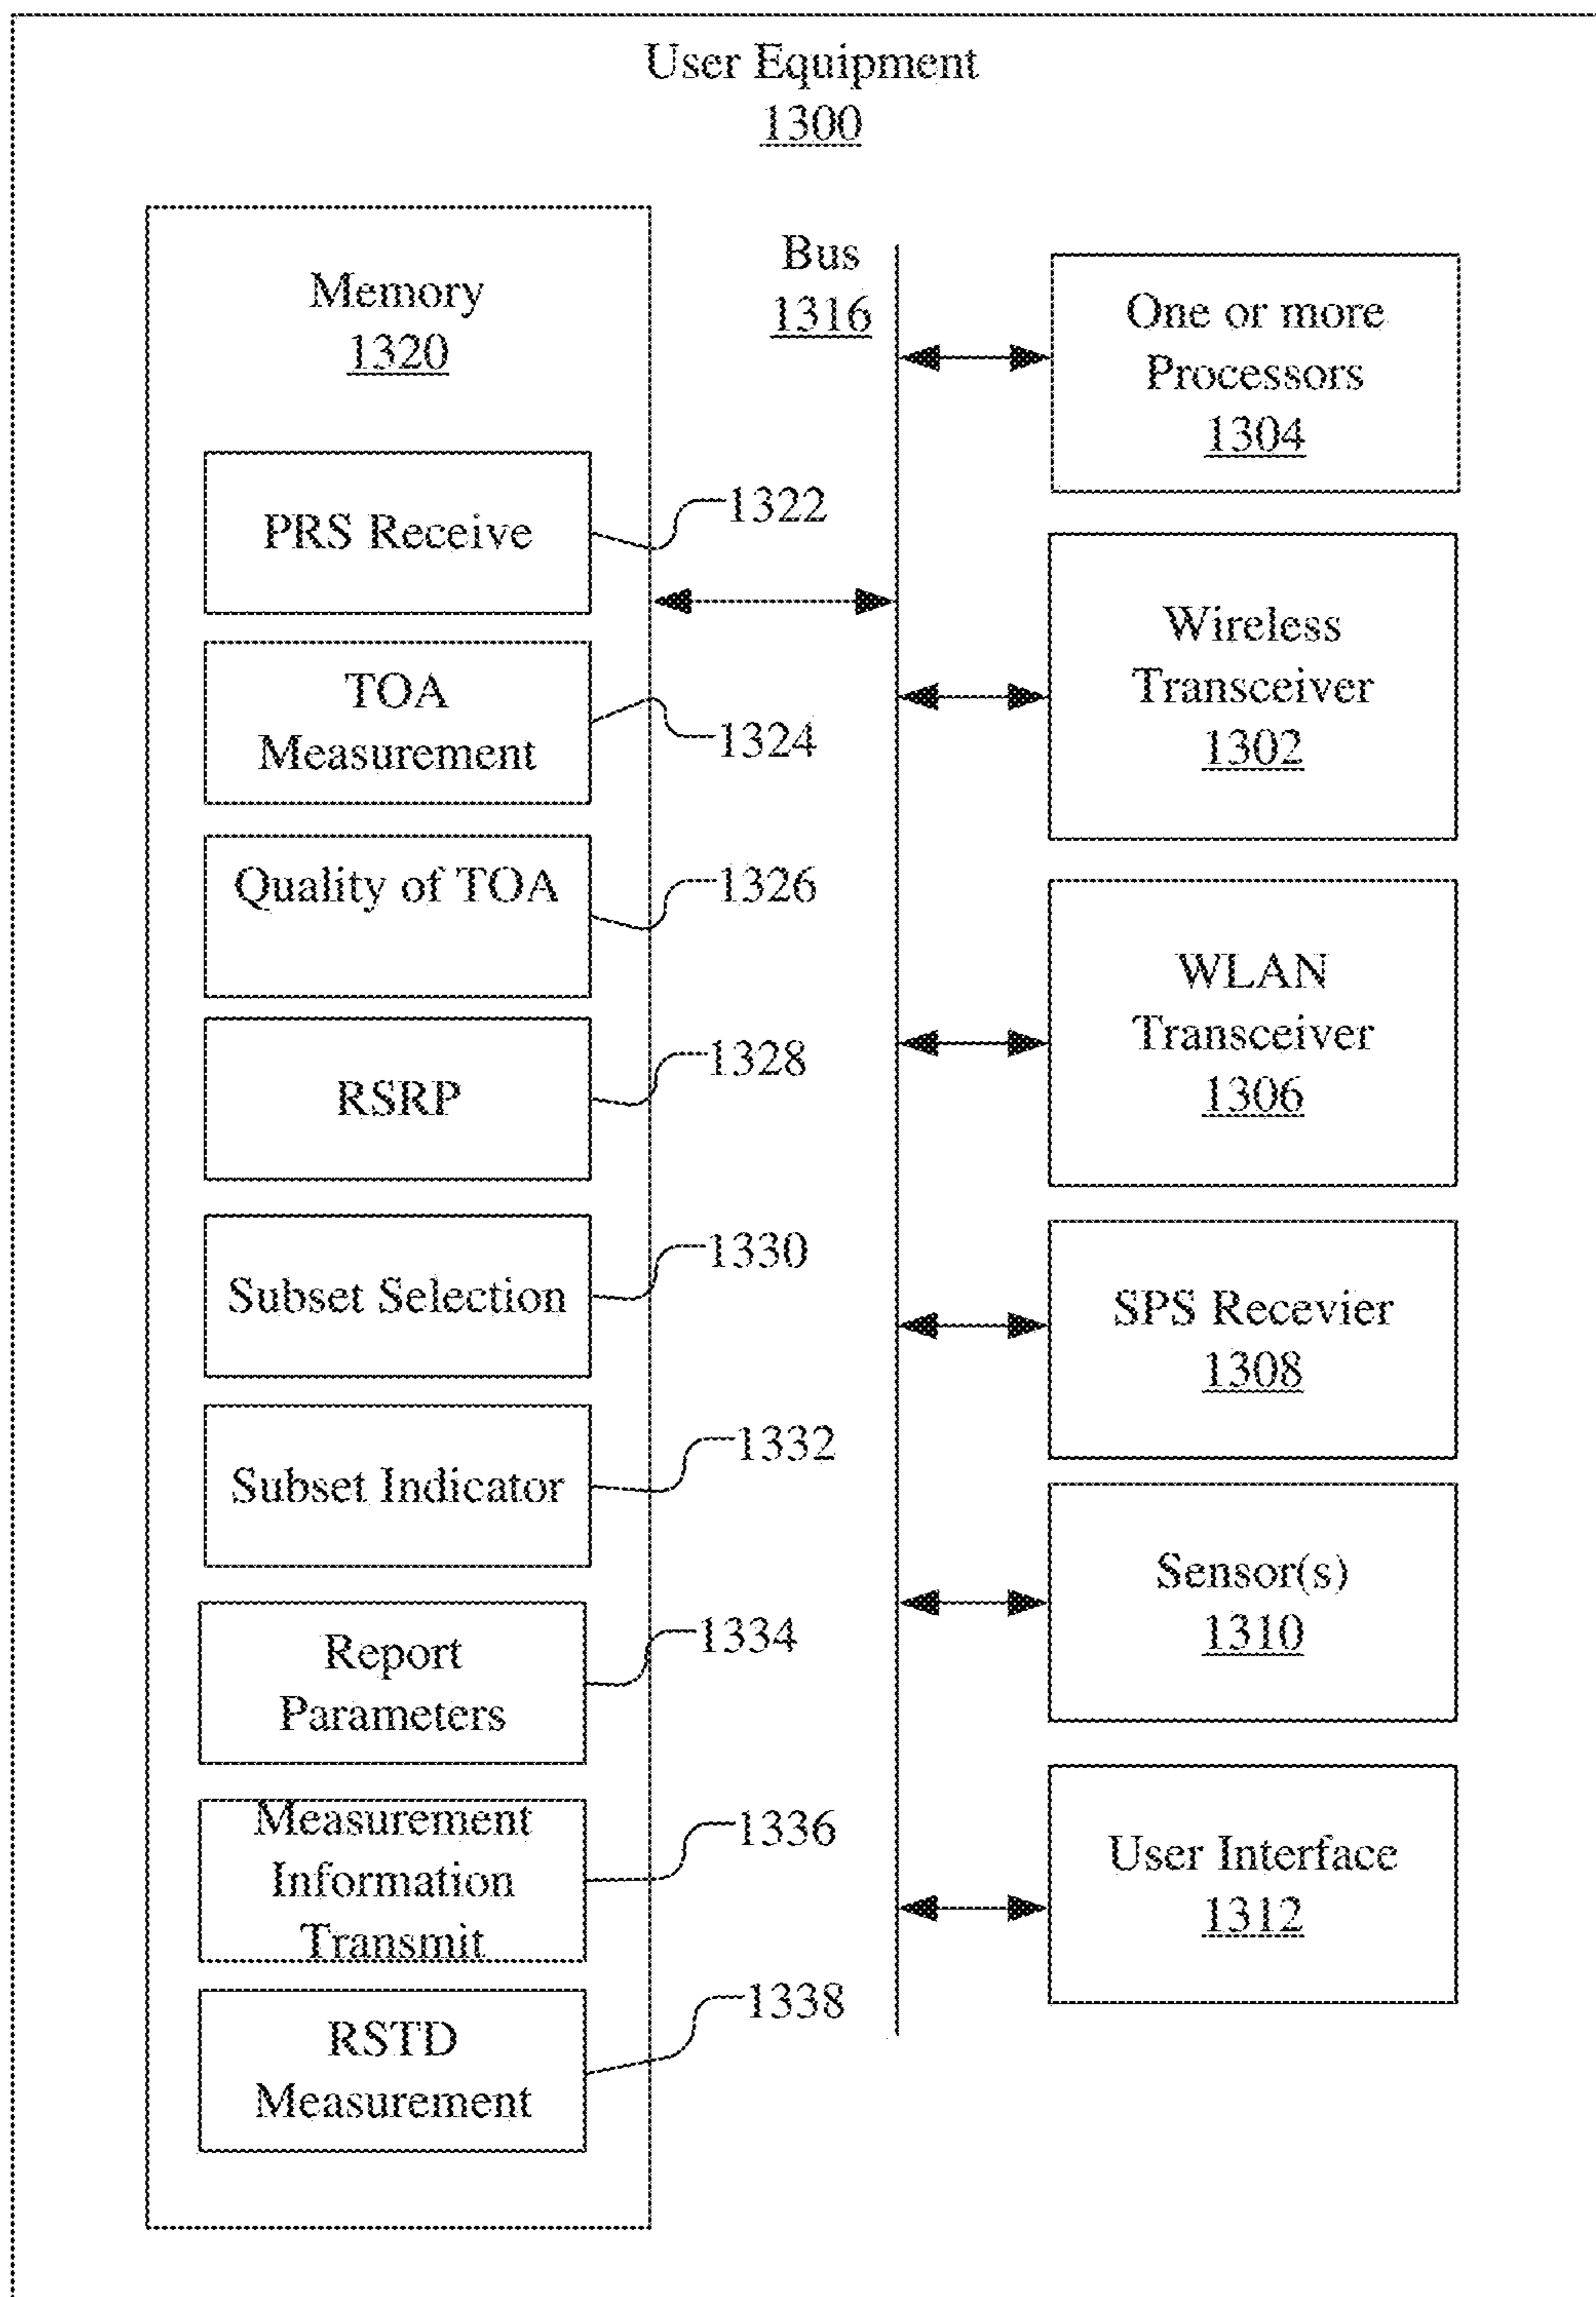 User Equipment
1300
Memory
1320
PRS Receive
1322
TOA
Measurement
1324
Quality of TOA
1326
RSRP
1328
Subset Selection
1330
Subset Indicator
1332
Report
Parameters
1334
Measurement
Information
Transmit
1336
RSTD
Measurement
1338
Bus
1316
One or more
Processors
1304
Wireless
Transceiver
1302
WLAN
Transceiver
1306
SPS Recevier
1308
Sensor(s)
1310
User Interface
1312